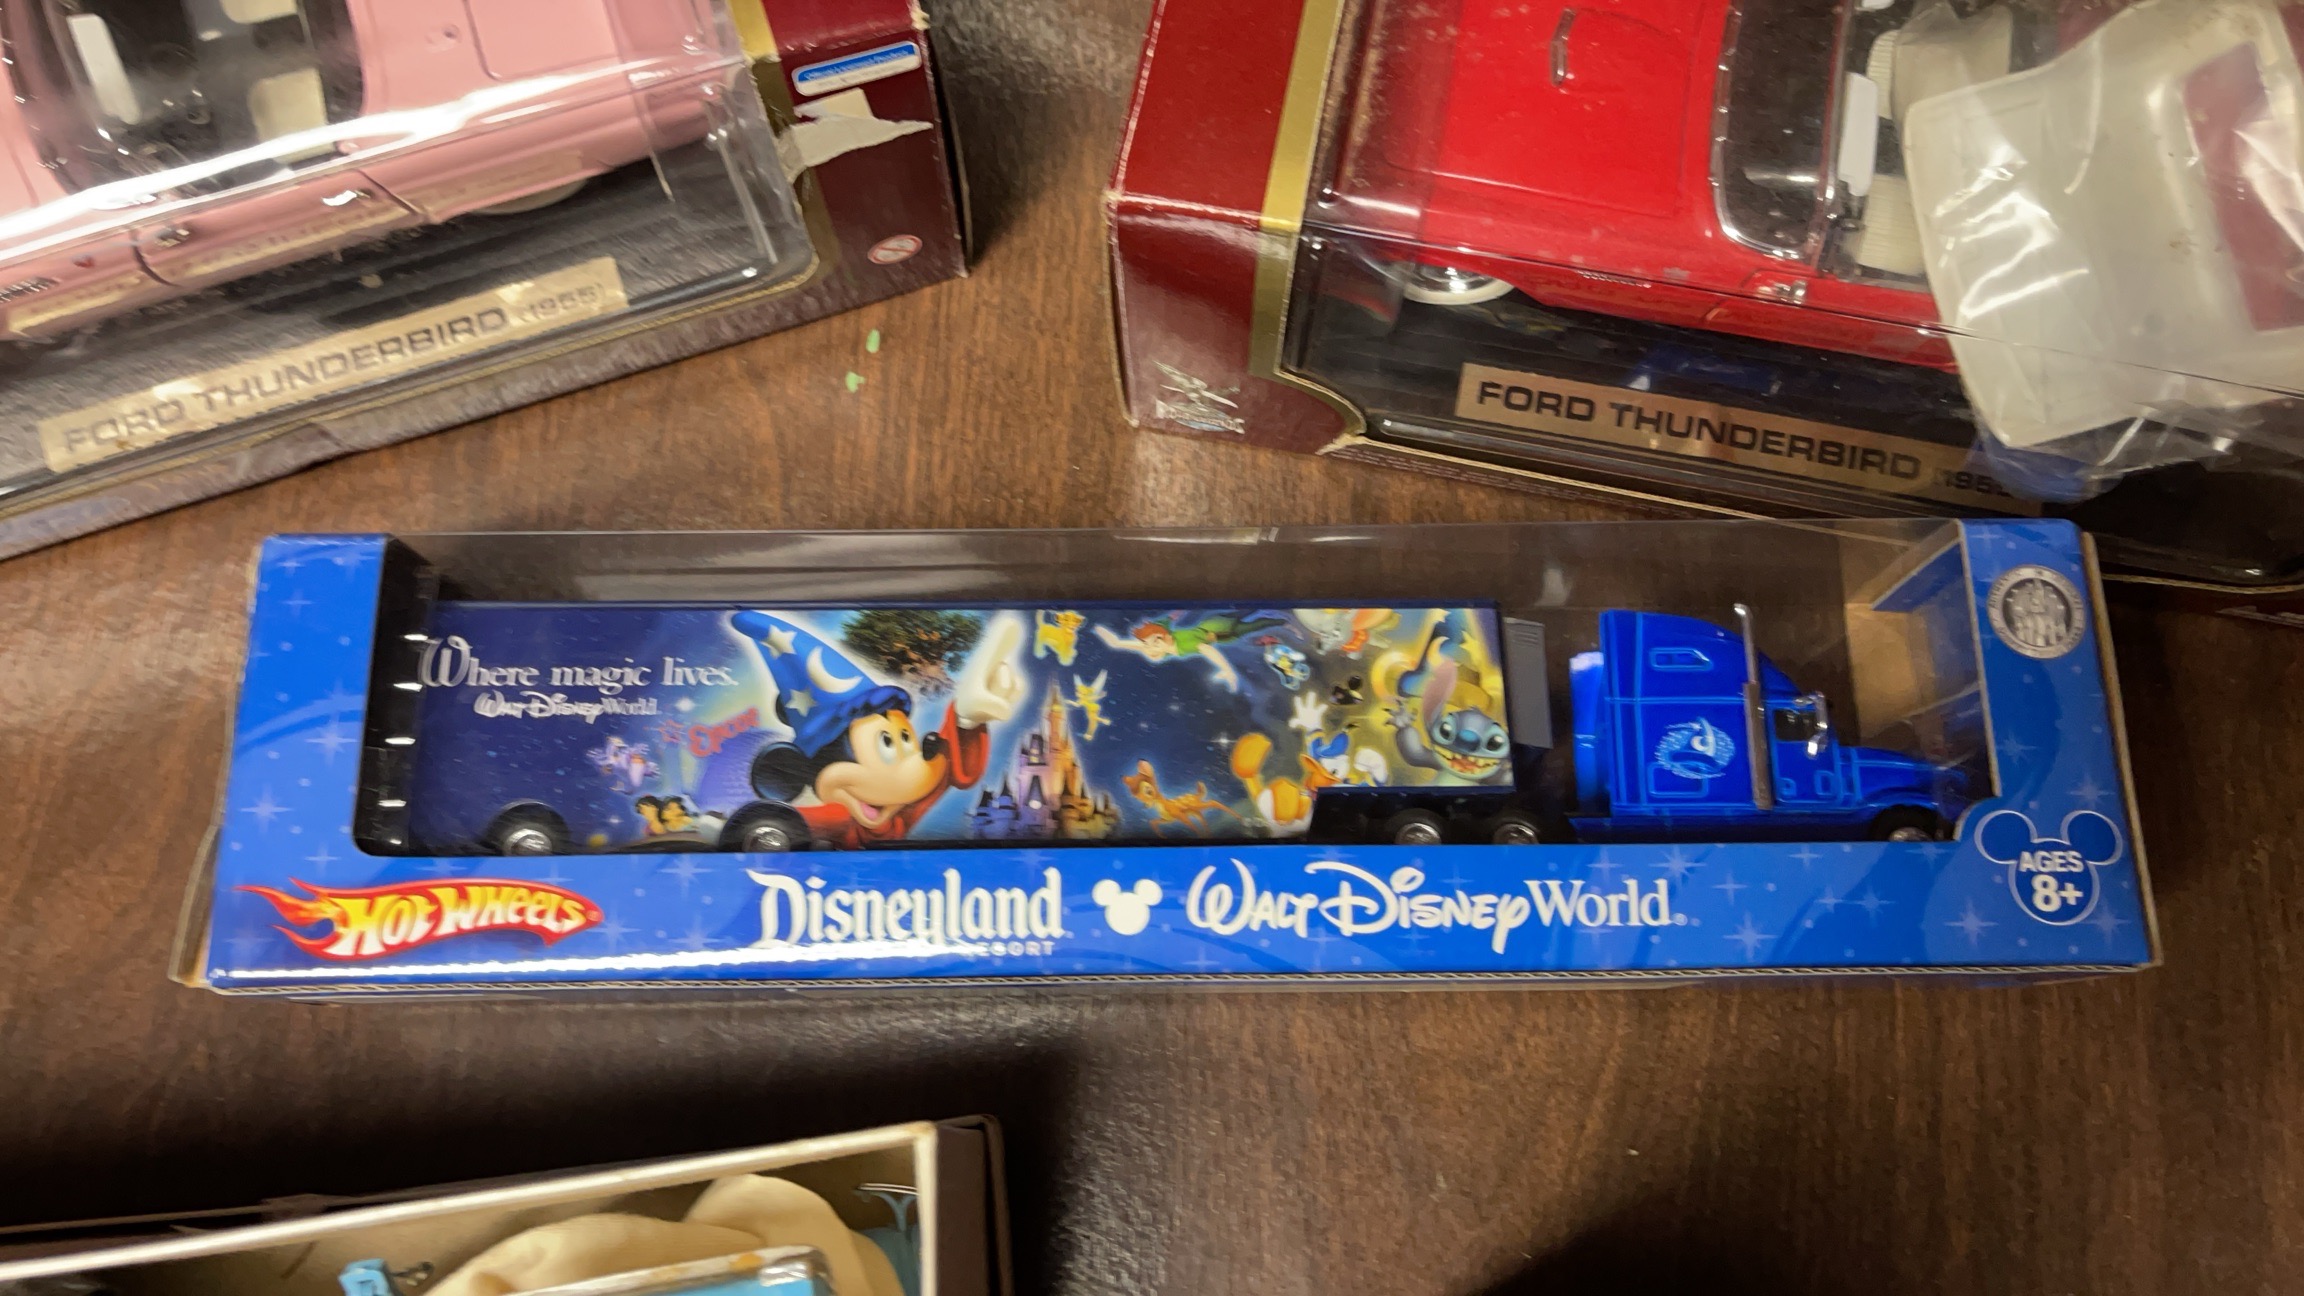 FORD THUNDERBIRD (1955)
FORD THUNDERBIRD
Where magic lives.
Walt Disney World.
Epcot
HOT WHEELS
Disneyland
RESORT
WALT DISNEY World.
AGES
8+